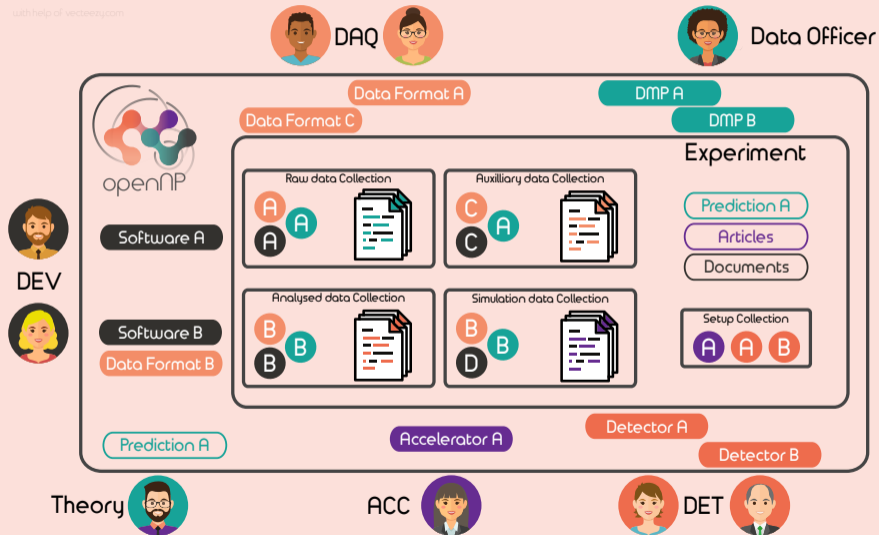 with help of vecteezy.com
DAQ
Data Officer
Data Format A
DMP A
Data Format C
DMP B
openNP
Experiment
Raw data Collection
A
A
A
Auxilliary data Collection
C
A
C
Prediction A
Articles
Documents
Software A
DEV
Analysed data Collection
B
B
B
Simulation data Collection
B
B
D
Setup Collection
A
A
B
Software B
Data Format B
Prediction A
Accelerator A
Detector A
Detector B
Theory
ACC
DET